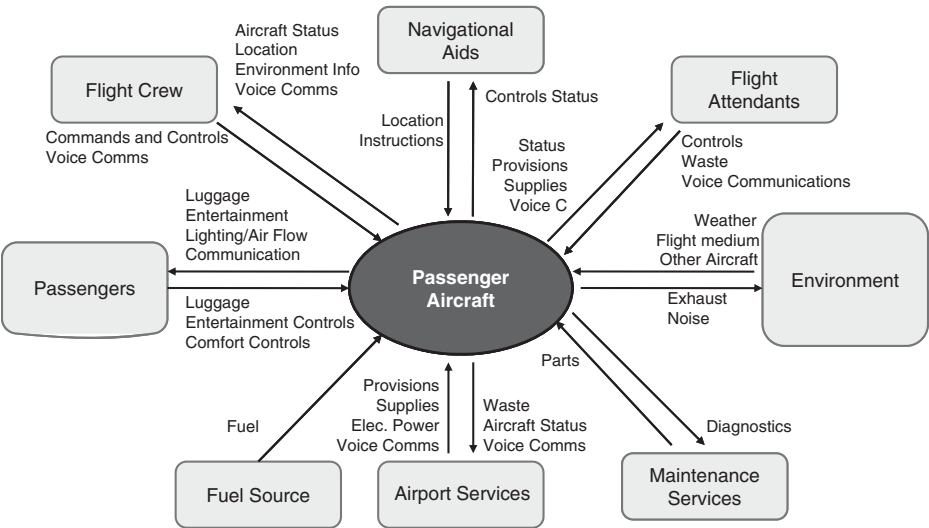 Aircraft Status
Location
Environment Info
Voice Comms
Navigational
Aids
Flight Crew
Flight
Attendants
Controls Status
Commands and Controls
Voice Comms
Location
Instructions
Status
Provisions
Supplies
Voice C
Controls
Waste
Voice Communications
Luggage
Entertainment
Lighting/Air Flow
Communication
Weather
Flight medium
Other Aircraft
Passengers
Passenger
Aircraft
Environment
Luggage
Entertainment Controls
Comfort Controls
Exhaust
Noise
Parts
Fuel
Provisions
Supplies
Elec. Power
Voice Comms
Waste
Aircraft Status
Voice Comms
Diagnostics
Fuel Source
Airport Services
Maintenance
Services